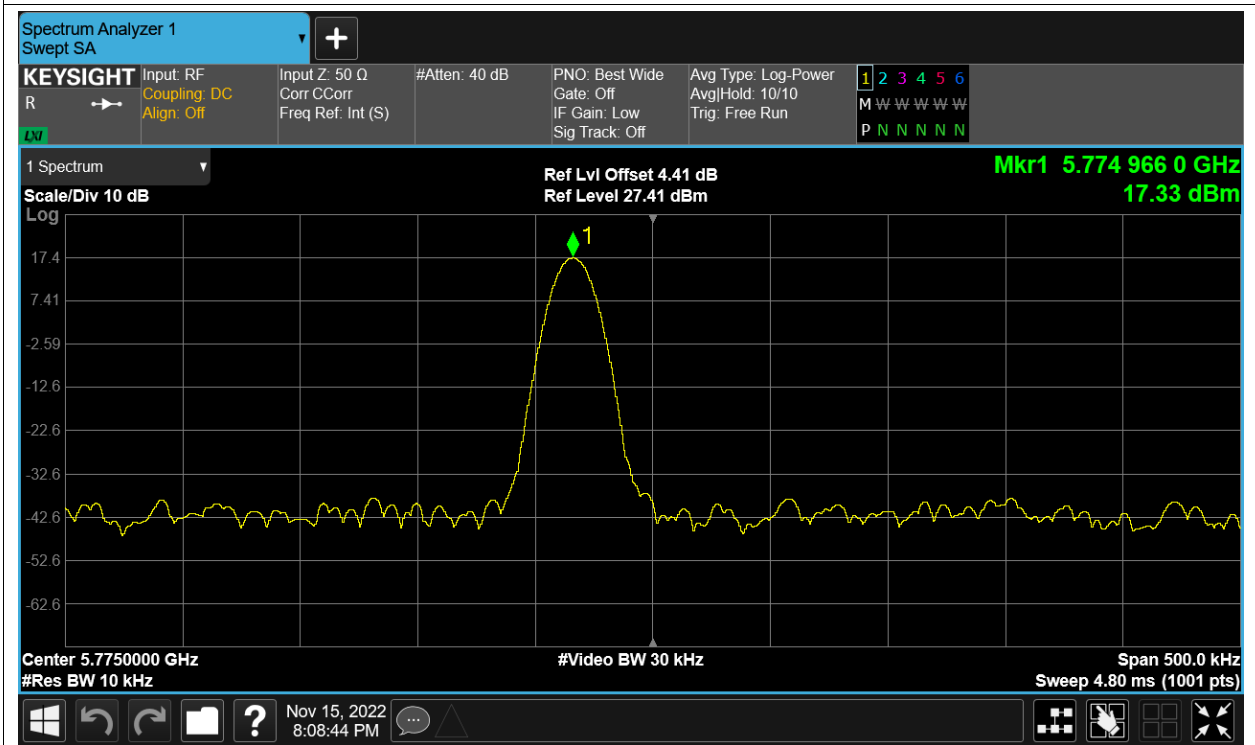 Spectrum Analyzer 1
Swept SA
KEYSIGHT Input: RF Input Z: 50 Ω #Atten: 40 dB PNO: Best Wide Avg Type: Log-Power 1 2 3 4 5 6
R Coupling: DC Corr CCorr Gate: Off Avg|Hold: 10/10 M W W W W W
Align: Off Freq Ref: Int (S) IF Gain: Low Trig: Free Run
LXI Sig Track: Off P N N N N N
1 Spectrum Ref Lvl Offset 4.41 dB Mkr1 5.774 966 0 GHz
Scale/Div 10 dB Ref Level 27.41 dBm 17.33 dBm
Log
1
17.4
7.41
-2.59
-12.6
-22.6
-32.6
-42.6
-52.6
-62.6
Center 5.7750000 GHz #Video BW 30 kHz Span 500.0 kHz
#Res BW 10 kHz Sweep 4.80 ms (1001 pts)
? Nov 15, 2022
8:08:44 PM